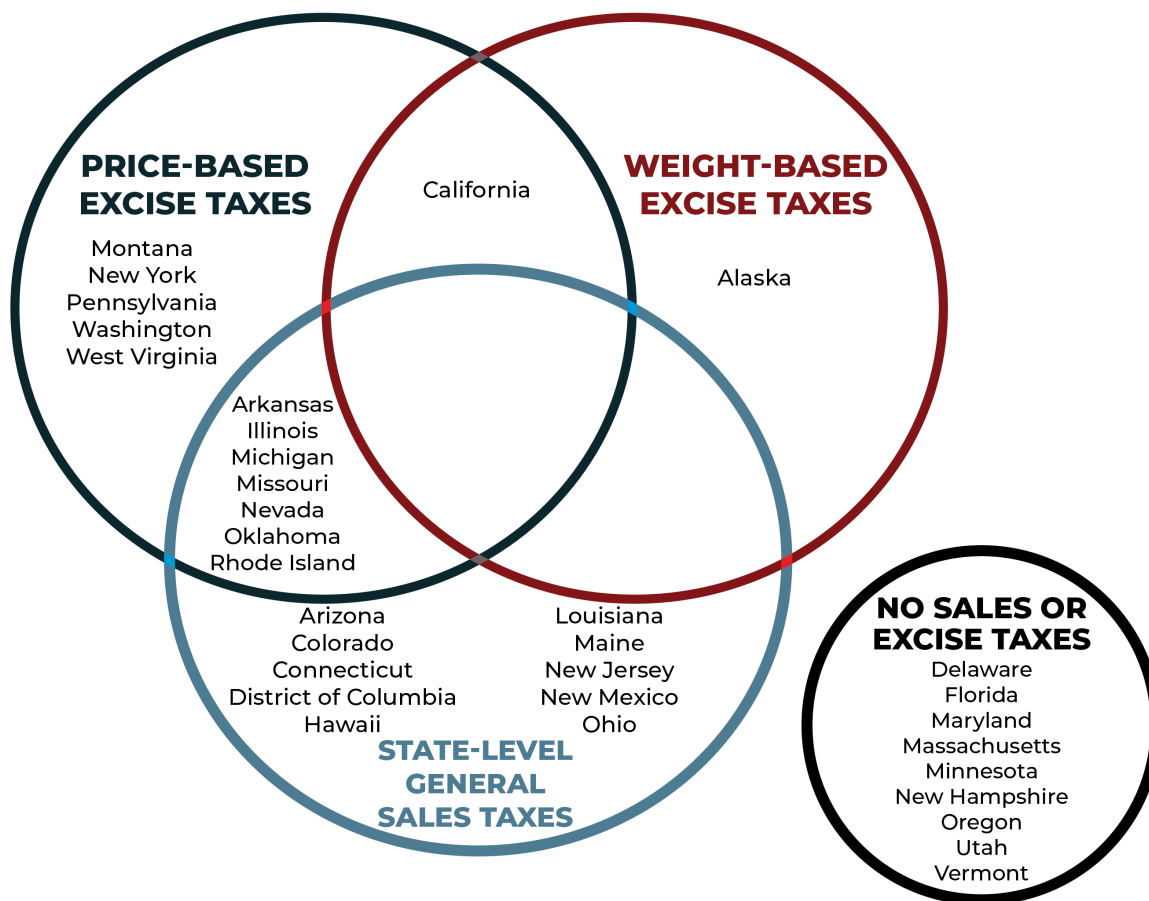 PRICE-BASED
EXCISE TAXES
Montana
New York
Pennsylvania
Washington
West Virginia
California
WEIGHT-BASED
EXCISE TAXES
Alaska
Arkansas
Illinois
Michigan
Missouri
Nevada
Oklahoma
Rhode Island
Arizona
Colorado
Connecticut
District of Columbia
Hawaii
Louisiana
Maine
New Jersey
New Mexico
Ohio
STATE-LEVEL
GENERAL
SALES TAXES
NO SALES OR
EXCISE TAXES
Delaware
Florida
Maryland
Massachusetts
Minnesota
New Hampshire
Oregon
Utah
Vermont